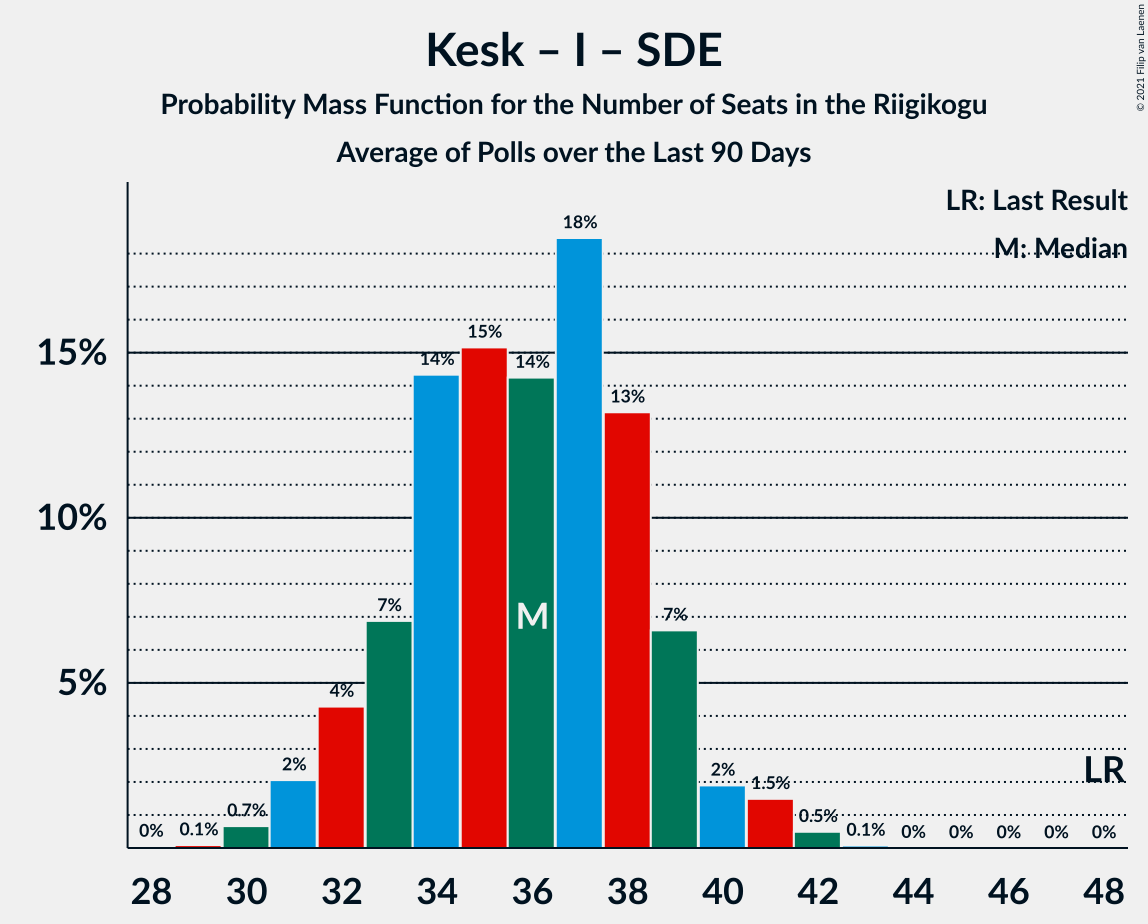 Kesk – I – SDE
Probability Mass Function for the Number of Seats in the Riigikogu
Average of Polls over the Last 90 Days
© 2021 Filip van Laenen
LR: Last Result
M: Median
15%
10%
5%
0%
0.1%
0.7%
2%
4%
7%
14%
15%
14%
18%
13%
7%
2%
1.5%
0.5%
0.1%
0%
0%
0%
0%
0%
M
LR
28 30 32 34 36 38 40 42 44 46 48